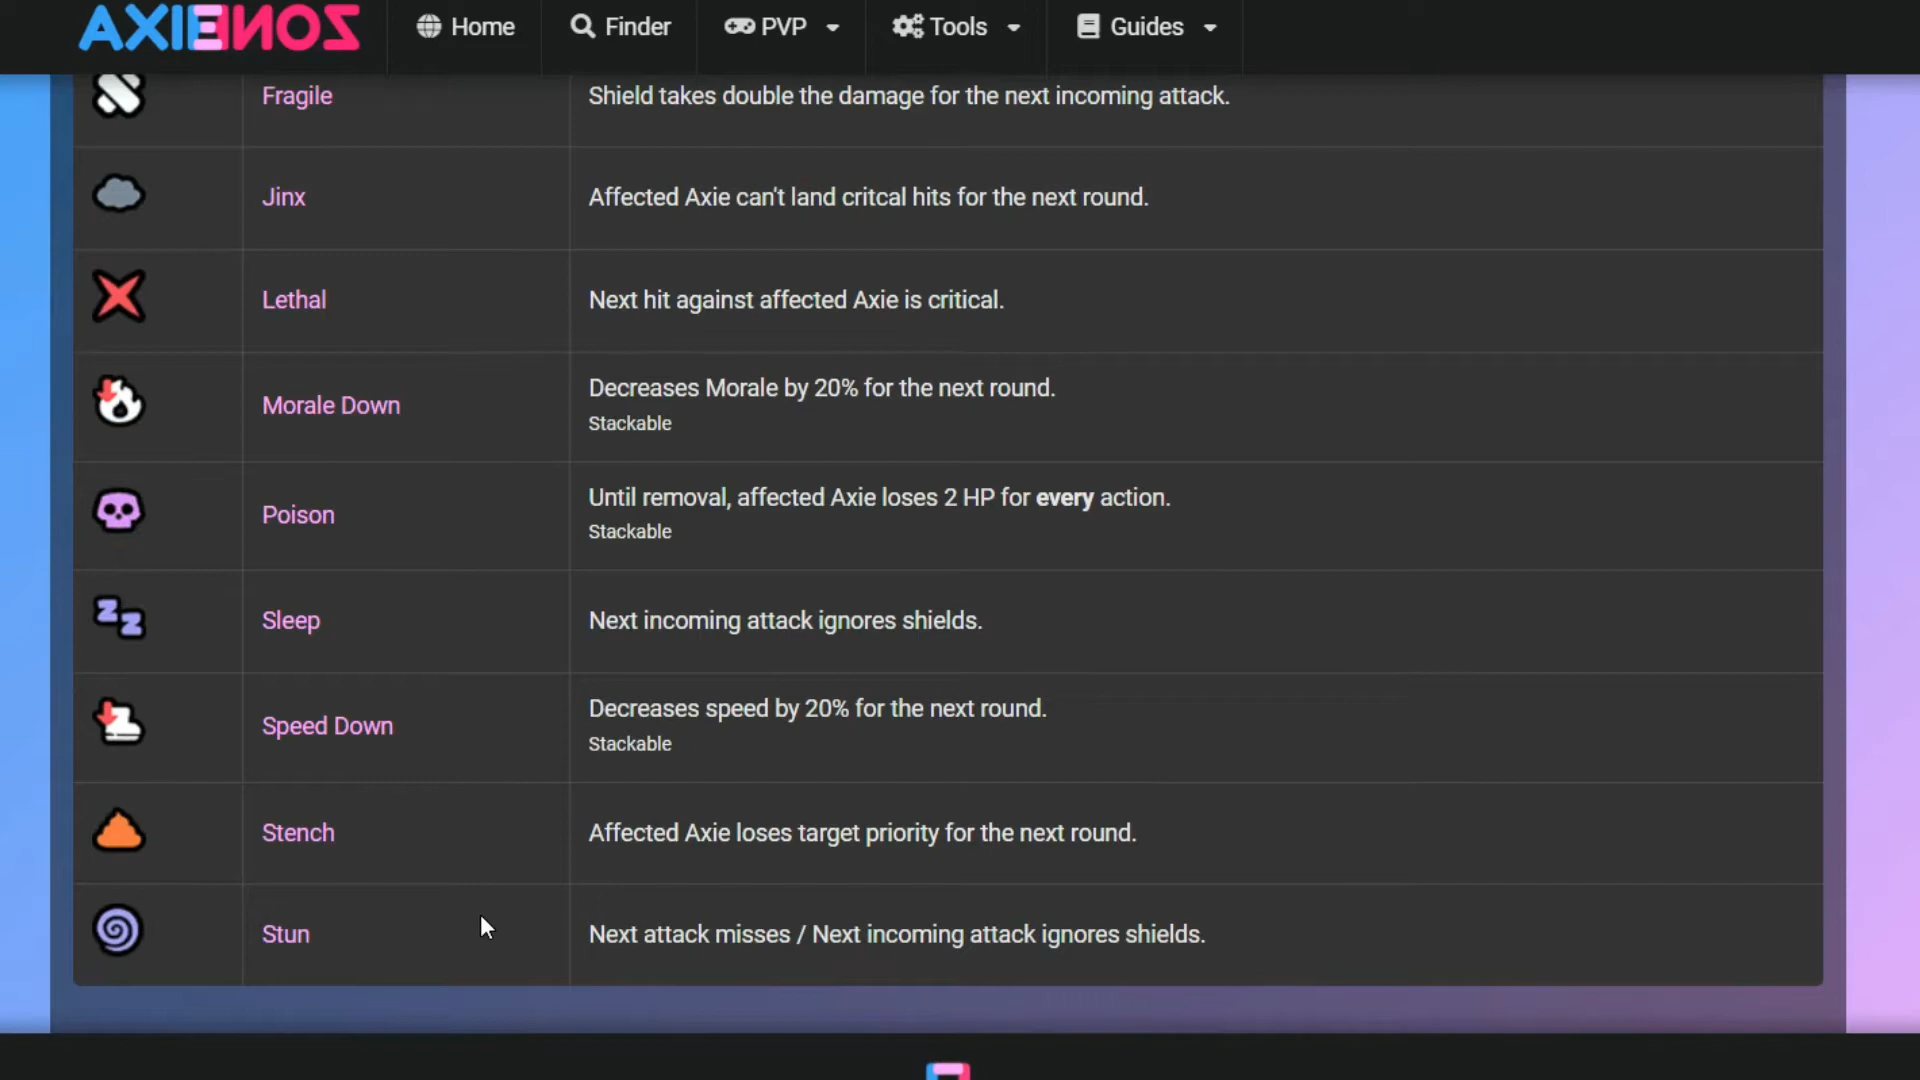 AXIE ZONE
Home
Finder
PVP
Tools
Guides
Fragile
Shield takes double the damage for the next incoming attack.
Jinx
Affected Axie can't land critcal hits for the next round.
Lethal
Next hit against affected Axie is critical.
Morale Down
Decreases Morale by 20% for the next round.
Stackable
Poison
Until removal, affected Axie loses 2 HP for every action.
Stackable
Sleep
Next incoming attack ignores shields.
Speed Down
Decreases speed by 20% for the next round.
Stackable
Stench
Affected Axie loses target priority for the next round.
Stun
Next attack misses / Next incoming attack ignores shields.